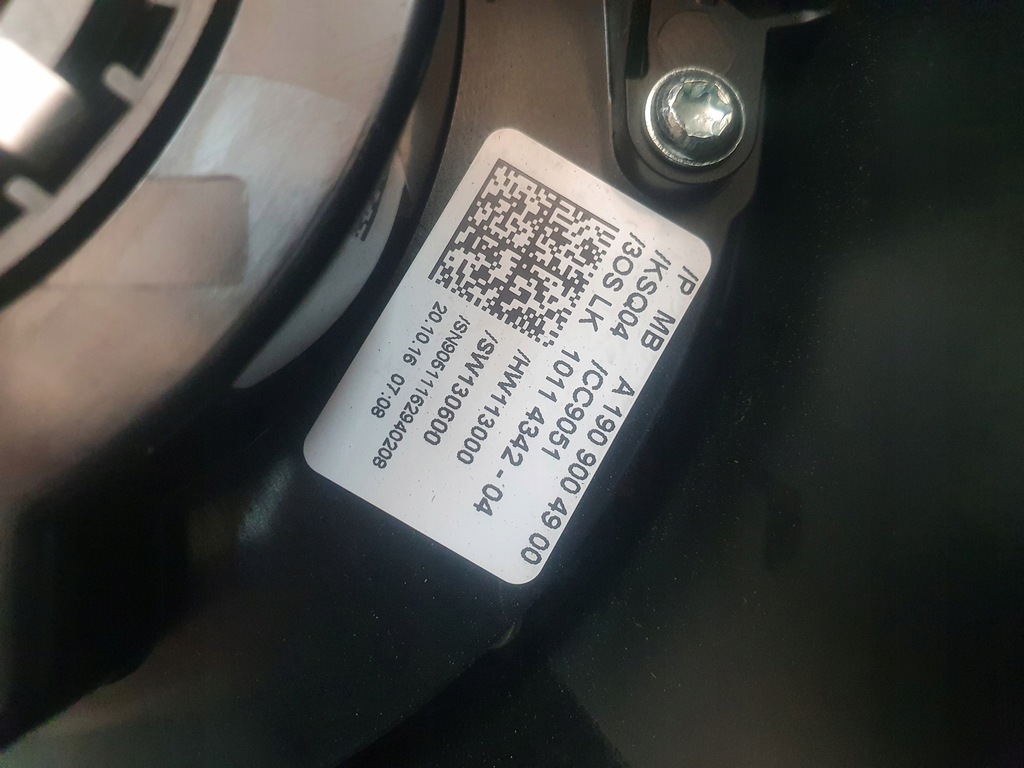 /P MB A 190 900 49 00
/KSQ04 /CC9051
/3OS LK 1011 4342 - 04
/HW113000
/SW130600
/SN905111162940208
20.10.16 07:08